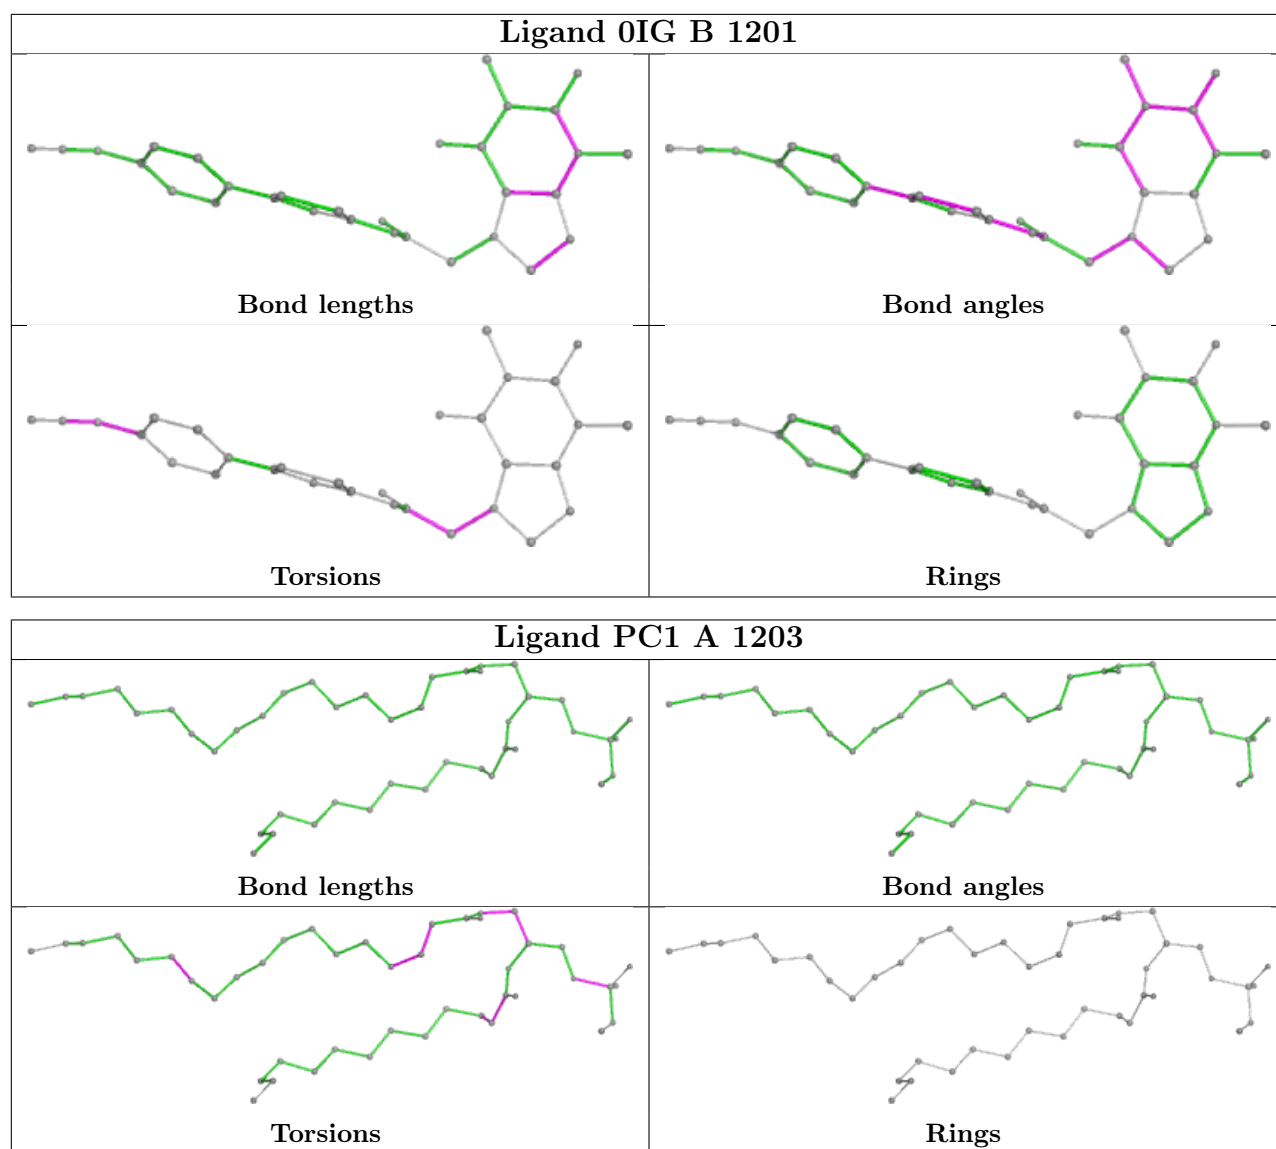 Ligand 0IG B 1201
Bond lengths
Bond angles
Torsions
Rings
Ligand PC1 A 1203
Bond lengths
Bond angles
Torsions
Rings